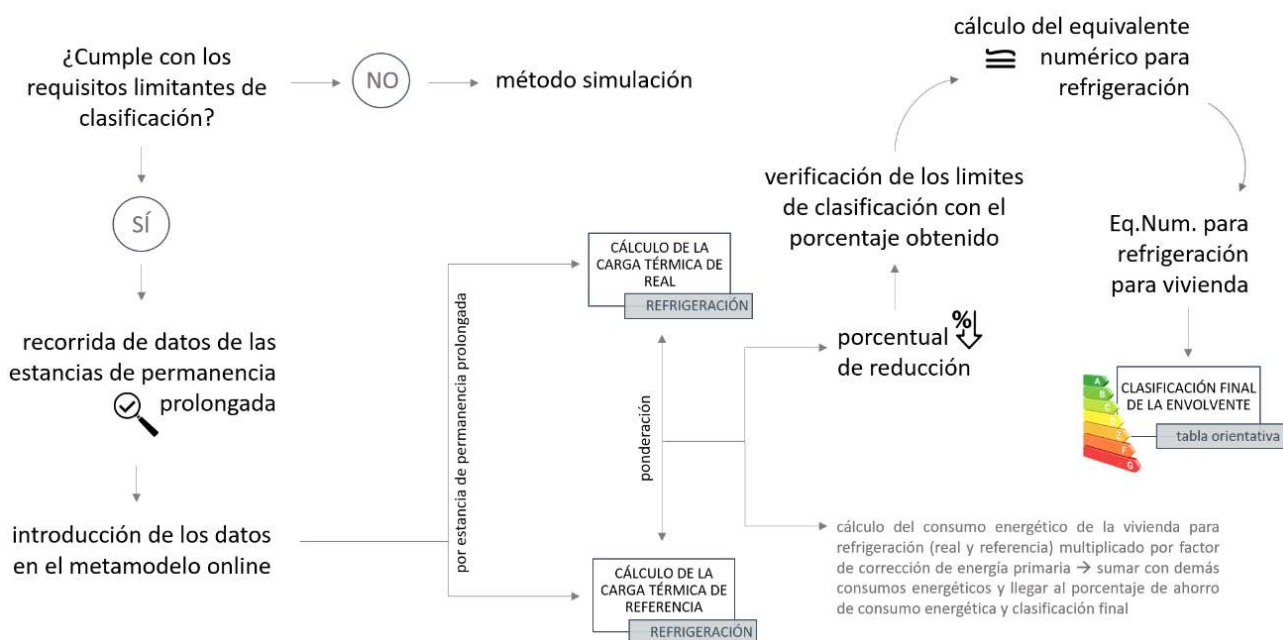 ¿Cumple con los
requisitos limitantes de
clasificación?
NO
método simulación
SÍ
recorrida de datos de las
estancias de permanencia
prolongada
introducción de los datos
en el metamodelo online
por estancia de permanencia prolongada
CÁLCULO DE LA
CARGA TÉRMICA DE
REAL
REFRIGERACIÓN
ponderación
CÁLCULO DE LA
CARGA TÉRMICA DE
REFERENCIA
REFRIGERACIÓN
porcentual %
de reducción
verificación de los limites
de clasificación con el
porcentaje obtenido
cálculo del equivalente
numérico para
refrigeración
Eq.Num. para
refrigeración
para vivienda
A
B
C
D
E
F
G
CLASIFICACIÓN FINAL
DE LA ENVOLVENTE
tabla orientativa
cálculo del consumo energético de la vivienda para
refrigeración (real y referencia) multiplicado por factor
de corrección de energía primaria → sumar con demás
consumos energéticos y llegar al porcentaje de ahorro
de consumo energética y clasificación final